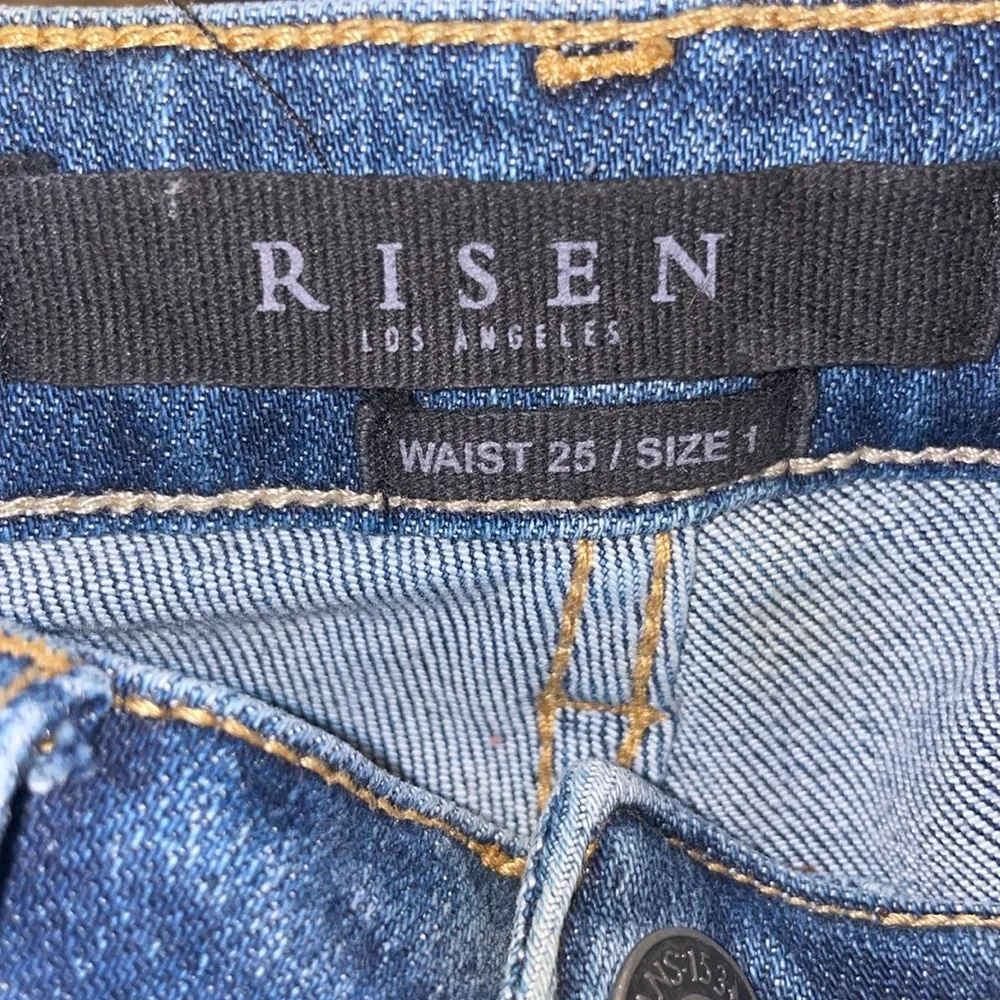 RISEN
LOS ANGELES
WAIST 25 / SIZE 1